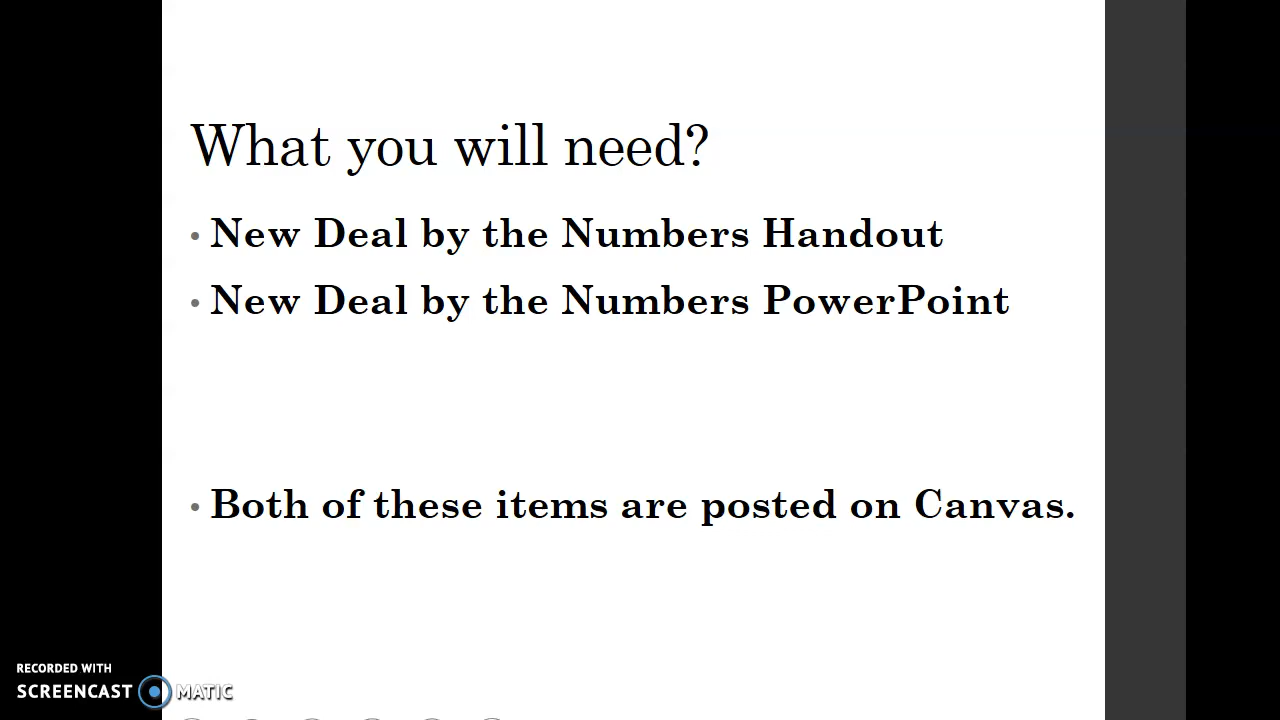 What you will need?
• New Deal by the Numbers Handout
• New Deal by the Numbers PowerPoint
• Both of these items are posted on Canvas.
RECORDED WITH
SCREENCAST MATIC